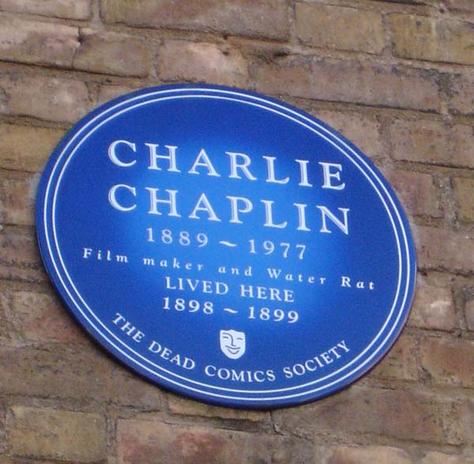 CHARLIE
CHAPLIN
1889 ~ 1977
Film maker and Water Rat
LIVED HERE
1898 ~ 1899
THE DEAD COMICS SOCIETY